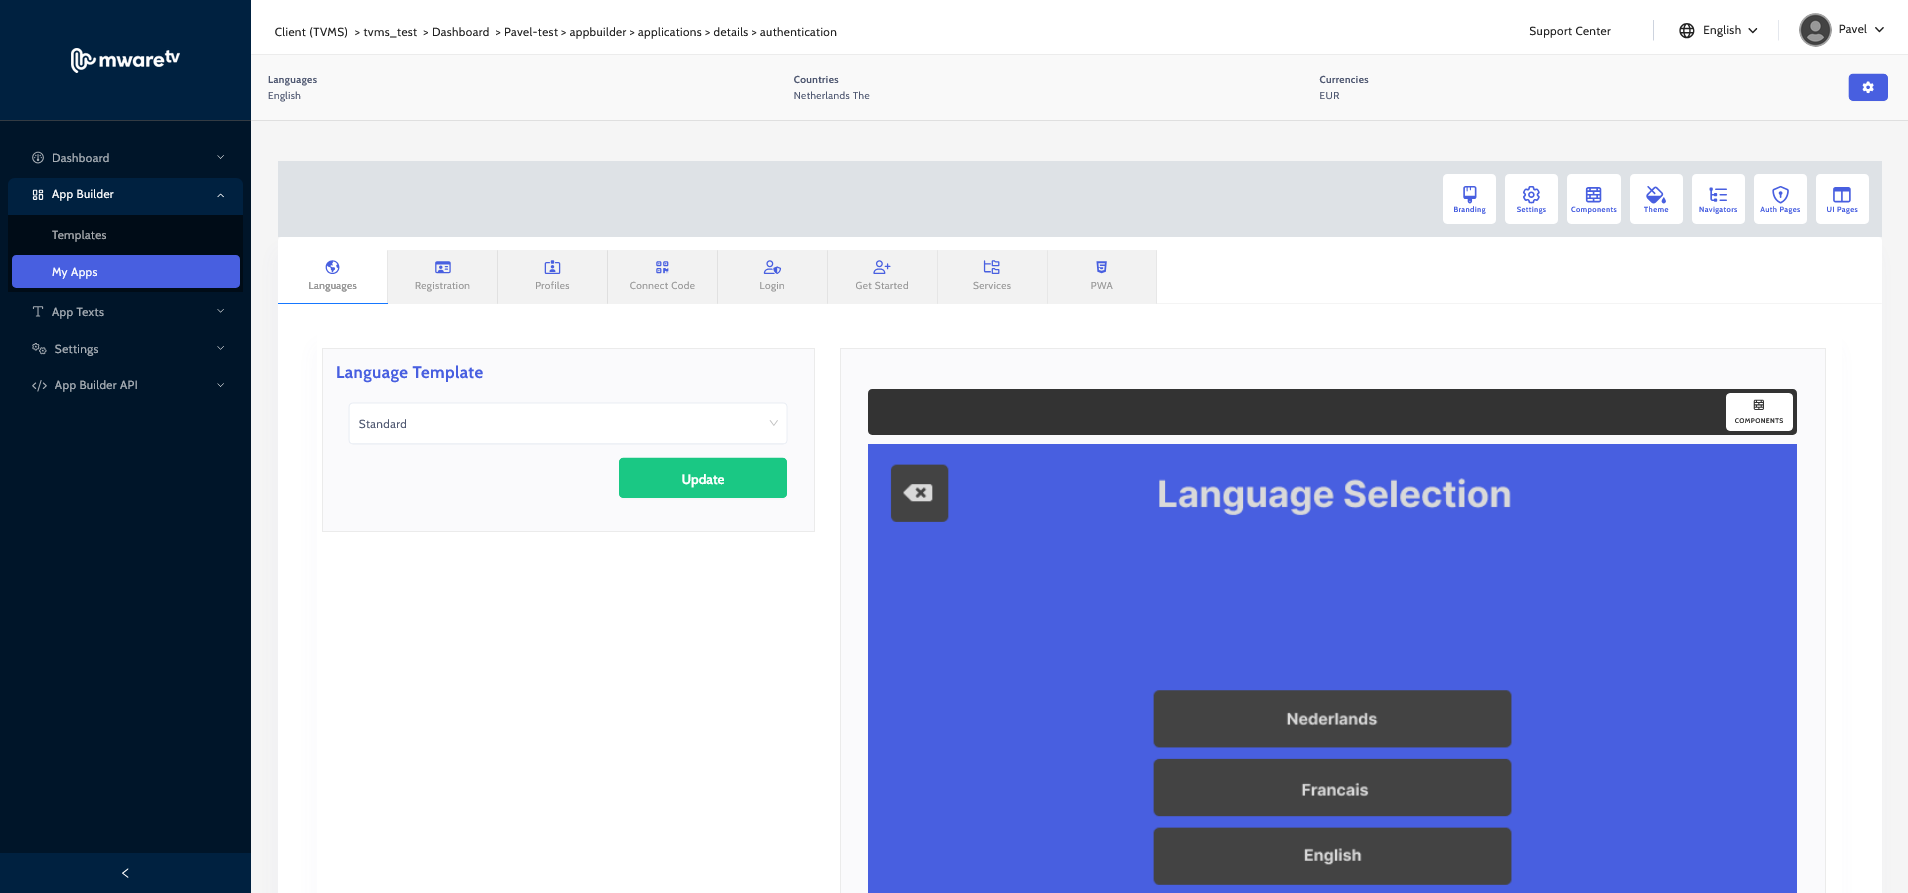 mwaretv
Client (TVMS) > tvms_test > Dashboard > Pavel-test > appbuilder > applications > details > authentication
Support Center
English
Pavel
Languages
English
Countries
Netherlands The
Currencies
EUR
Dashboard
App Builder
Templates
My Apps
App Texts
Settings
App Builder API
Branding
Settings
Components
Theme
Navigators
Auth Pages
UI Pages
Languages
Registration
Profiles
Connect Code
Login
Get Started
Services
PWA
Language Template
Standard
Update
COMPONENTS
Language Selection
Nederlands
Francais
English